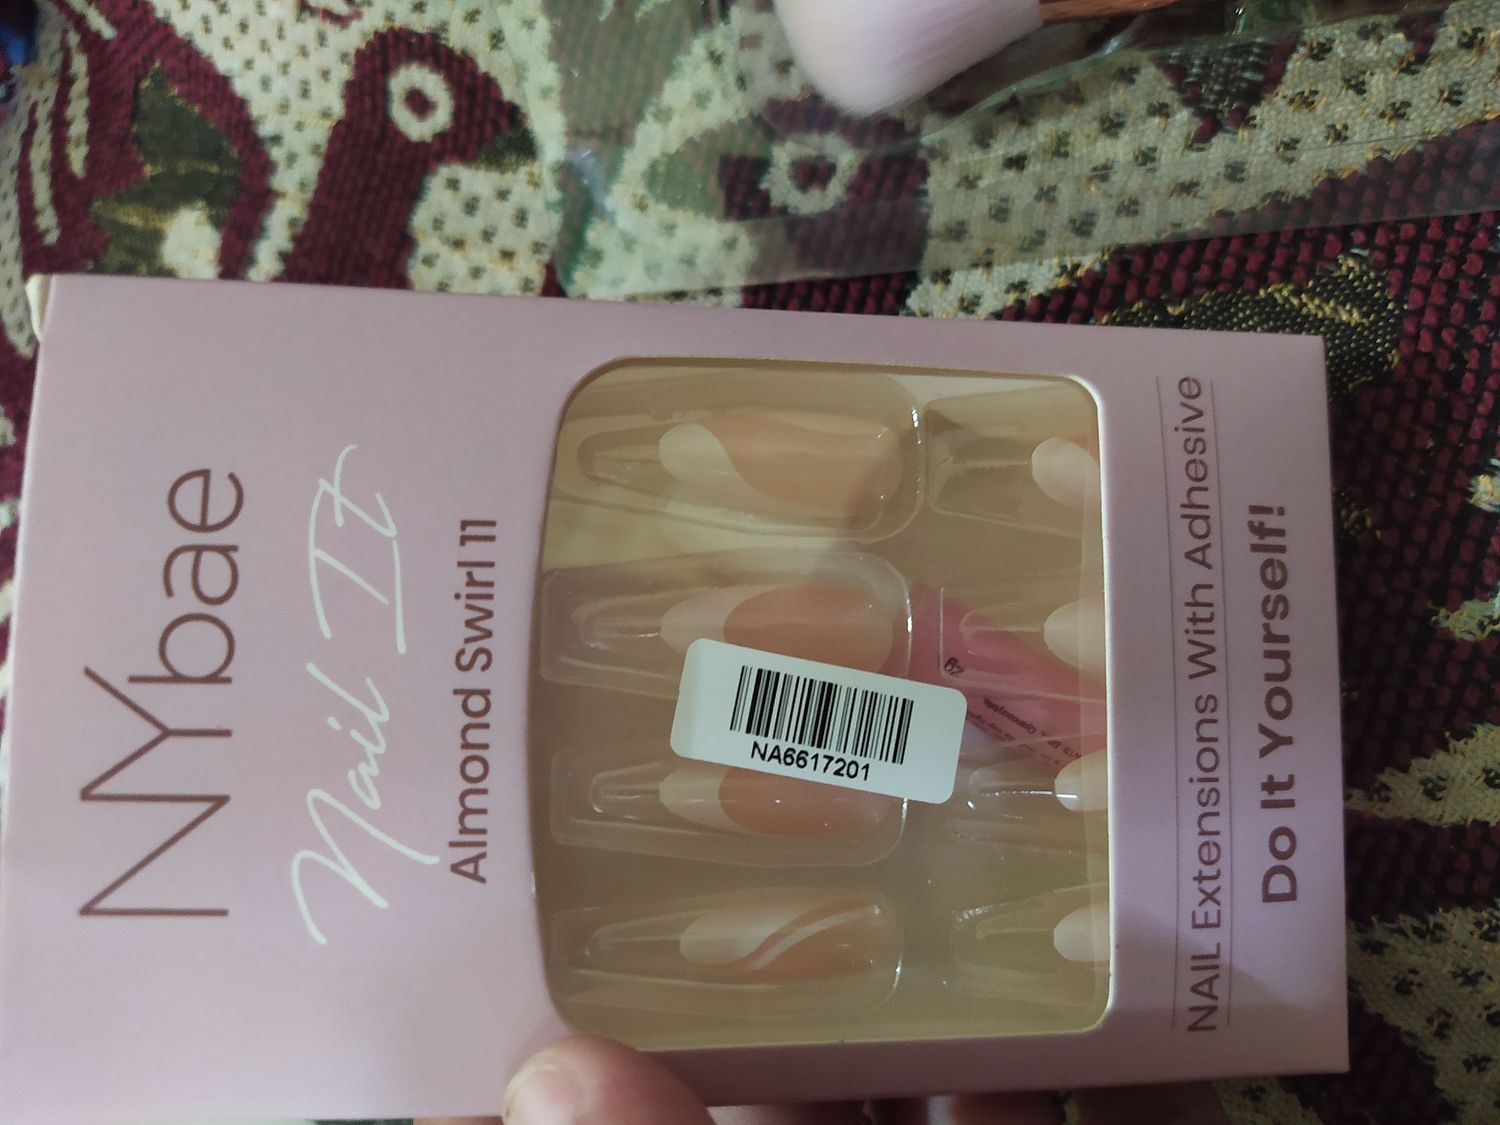 NYbae
Nail It
Almond Swirl 11
NA6617201
NAIL Extensions With Adhesive
Do It Yourself!